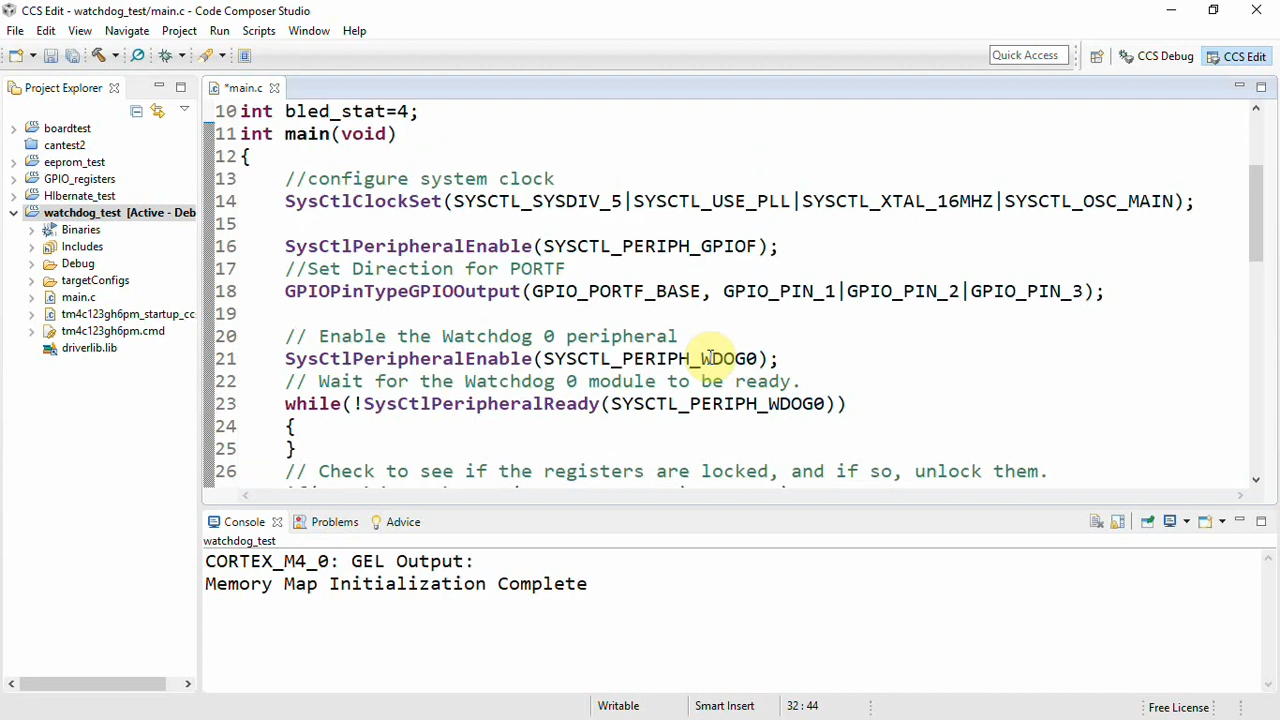 CCS Edit - watchdog_test/main.c - Code Composer Studio
File Edit View Navigate Project Run Scripts Window Help
Quick Access
CCS Debug
CCS Edit
Project Explorer
*main.c
boardtest
cantest2
eeprom_test
GPIO_registers
HIbernate_test
watchdog_test [Active - Deb
Binaries
Includes
Debug
targetConfigs
main.c
tm4c123gh6pm_startup_cc
tm4c123gh6pm.cmd
driverlib.lib
10 int bled_stat=4;
11 int main(void)
12 {
13 //configure system clock
14 SysCtlClockSet(SYSCTL_SYSDIV_5|SYSCTL_USE_PLL|SYSCTL_XTAL_16MHZ|SYSCTL_OSC_MAIN);
15
16 SysCtlPeripheralEnable(SYSCTL_PERIPH_GPIOF);
17 //Set Direction for PORTF
18 GPIOPinTypeGPIOOutput(GPIO_PORTF_BASE, GPIO_PIN_1|GPIO_PIN_2|GPIO_PIN_3);
19
20 // Enable the Watchdog 0 peripheral
21 SysCtlPeripheralEnable(SYSCTL_PERIPH_WDOG0);
22 // Wait for the Watchdog 0 module to be ready.
23 while(!SysCtlPeripheralReady(SYSCTL_PERIPH_WDOG0))
24 {
25 }
26 // Check to see if the registers are locked, and if so, unlock them.
Console Problems Advice
watchdog_test
CORTEX_M4_0: GEL Output:
Memory Map Initialization Complete
Writable
Smart Insert
32 : 44
Free License